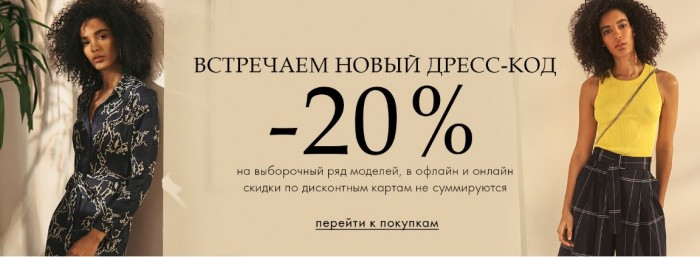 ВСТРЕЧАЕМ НОВЫЙ ДРЕСС-КОД
-20%
на выборочный ряд моделей, в офлайн и онлайн
скидки по дисконтным картам не суммируются
перейти к покупкам